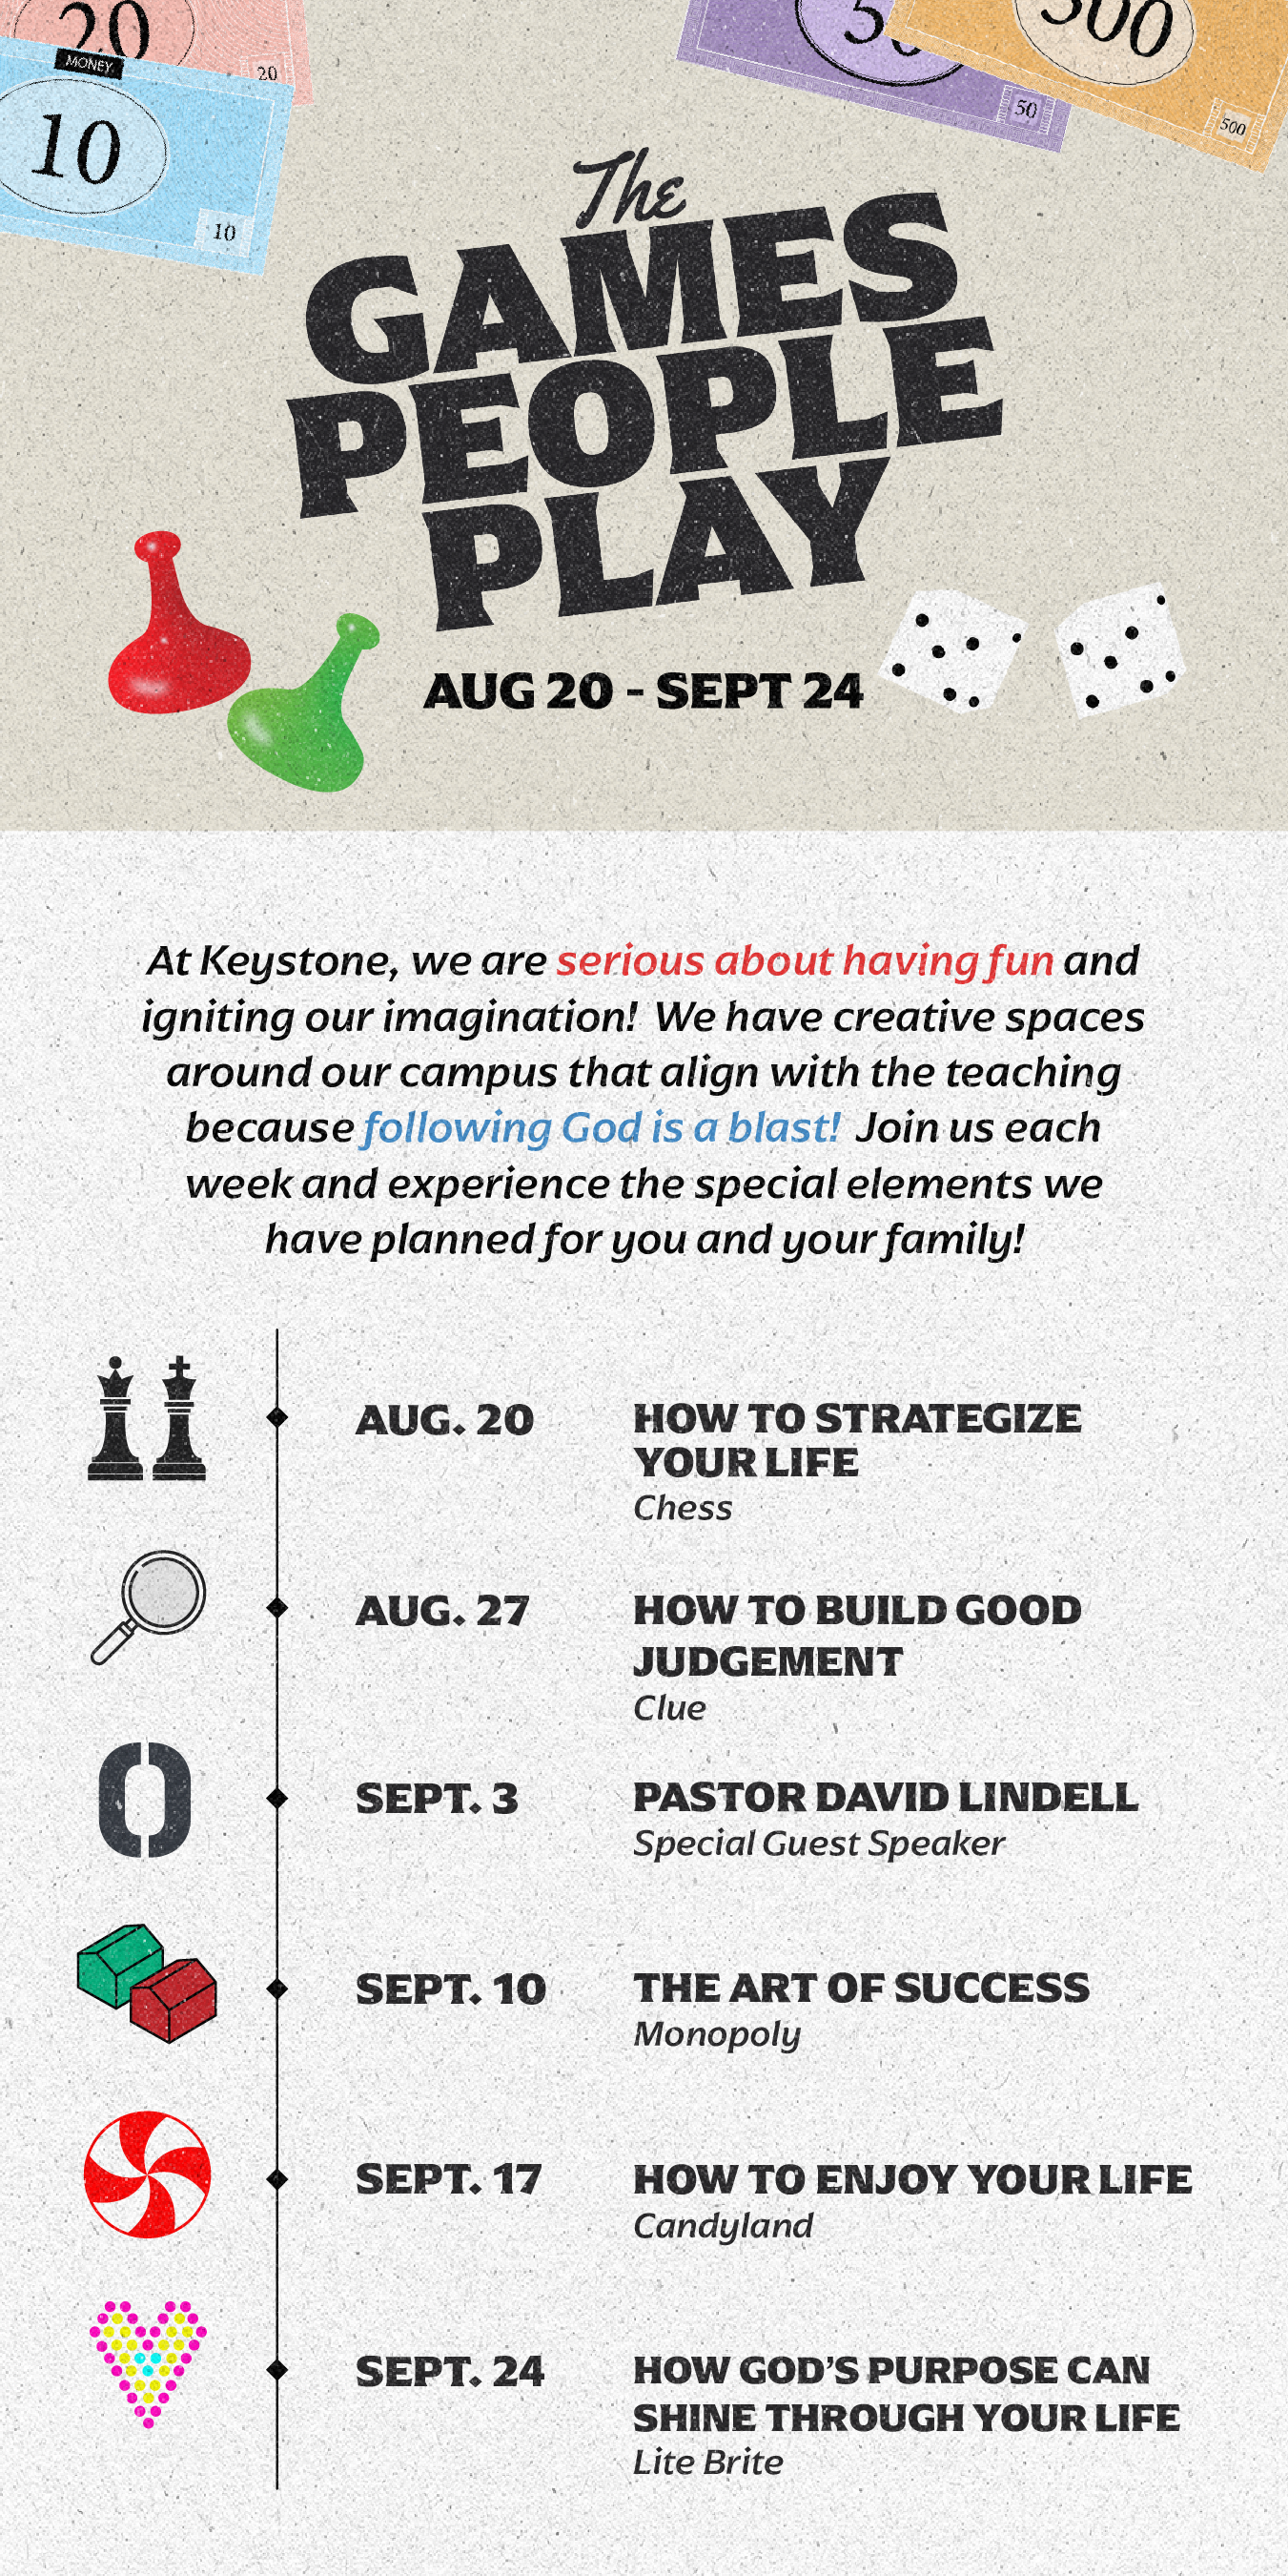 20
20
MONEY
10
10
50
50
500
500
The
GAMES
PEOPLE
PLAY
AUG 20 - SEPT 24
At Keystone, we are serious about having fun and
igniting our imagination! We have creative spaces
around our campus that align with the teaching
because following God is a blast! Join us each
week and experience the special elements we
have planned for you and your family!
AUG. 20
HOW TO STRATEGIZE
YOUR LIFE
Chess
AUG. 27
HOW TO BUILD GOOD
JUDGEMENT
Clue
SEPT. 3
PASTOR DAVID LINDELL
Special Guest Speaker
SEPT. 10
THE ART OF SUCCESS
Monopoly
SEPT. 17
HOW TO ENJOY YOUR LIFE
Candyland
SEPT. 24
HOW GOD'S PURPOSE CAN
SHINE THROUGH YOUR LIFE
Lite Brite